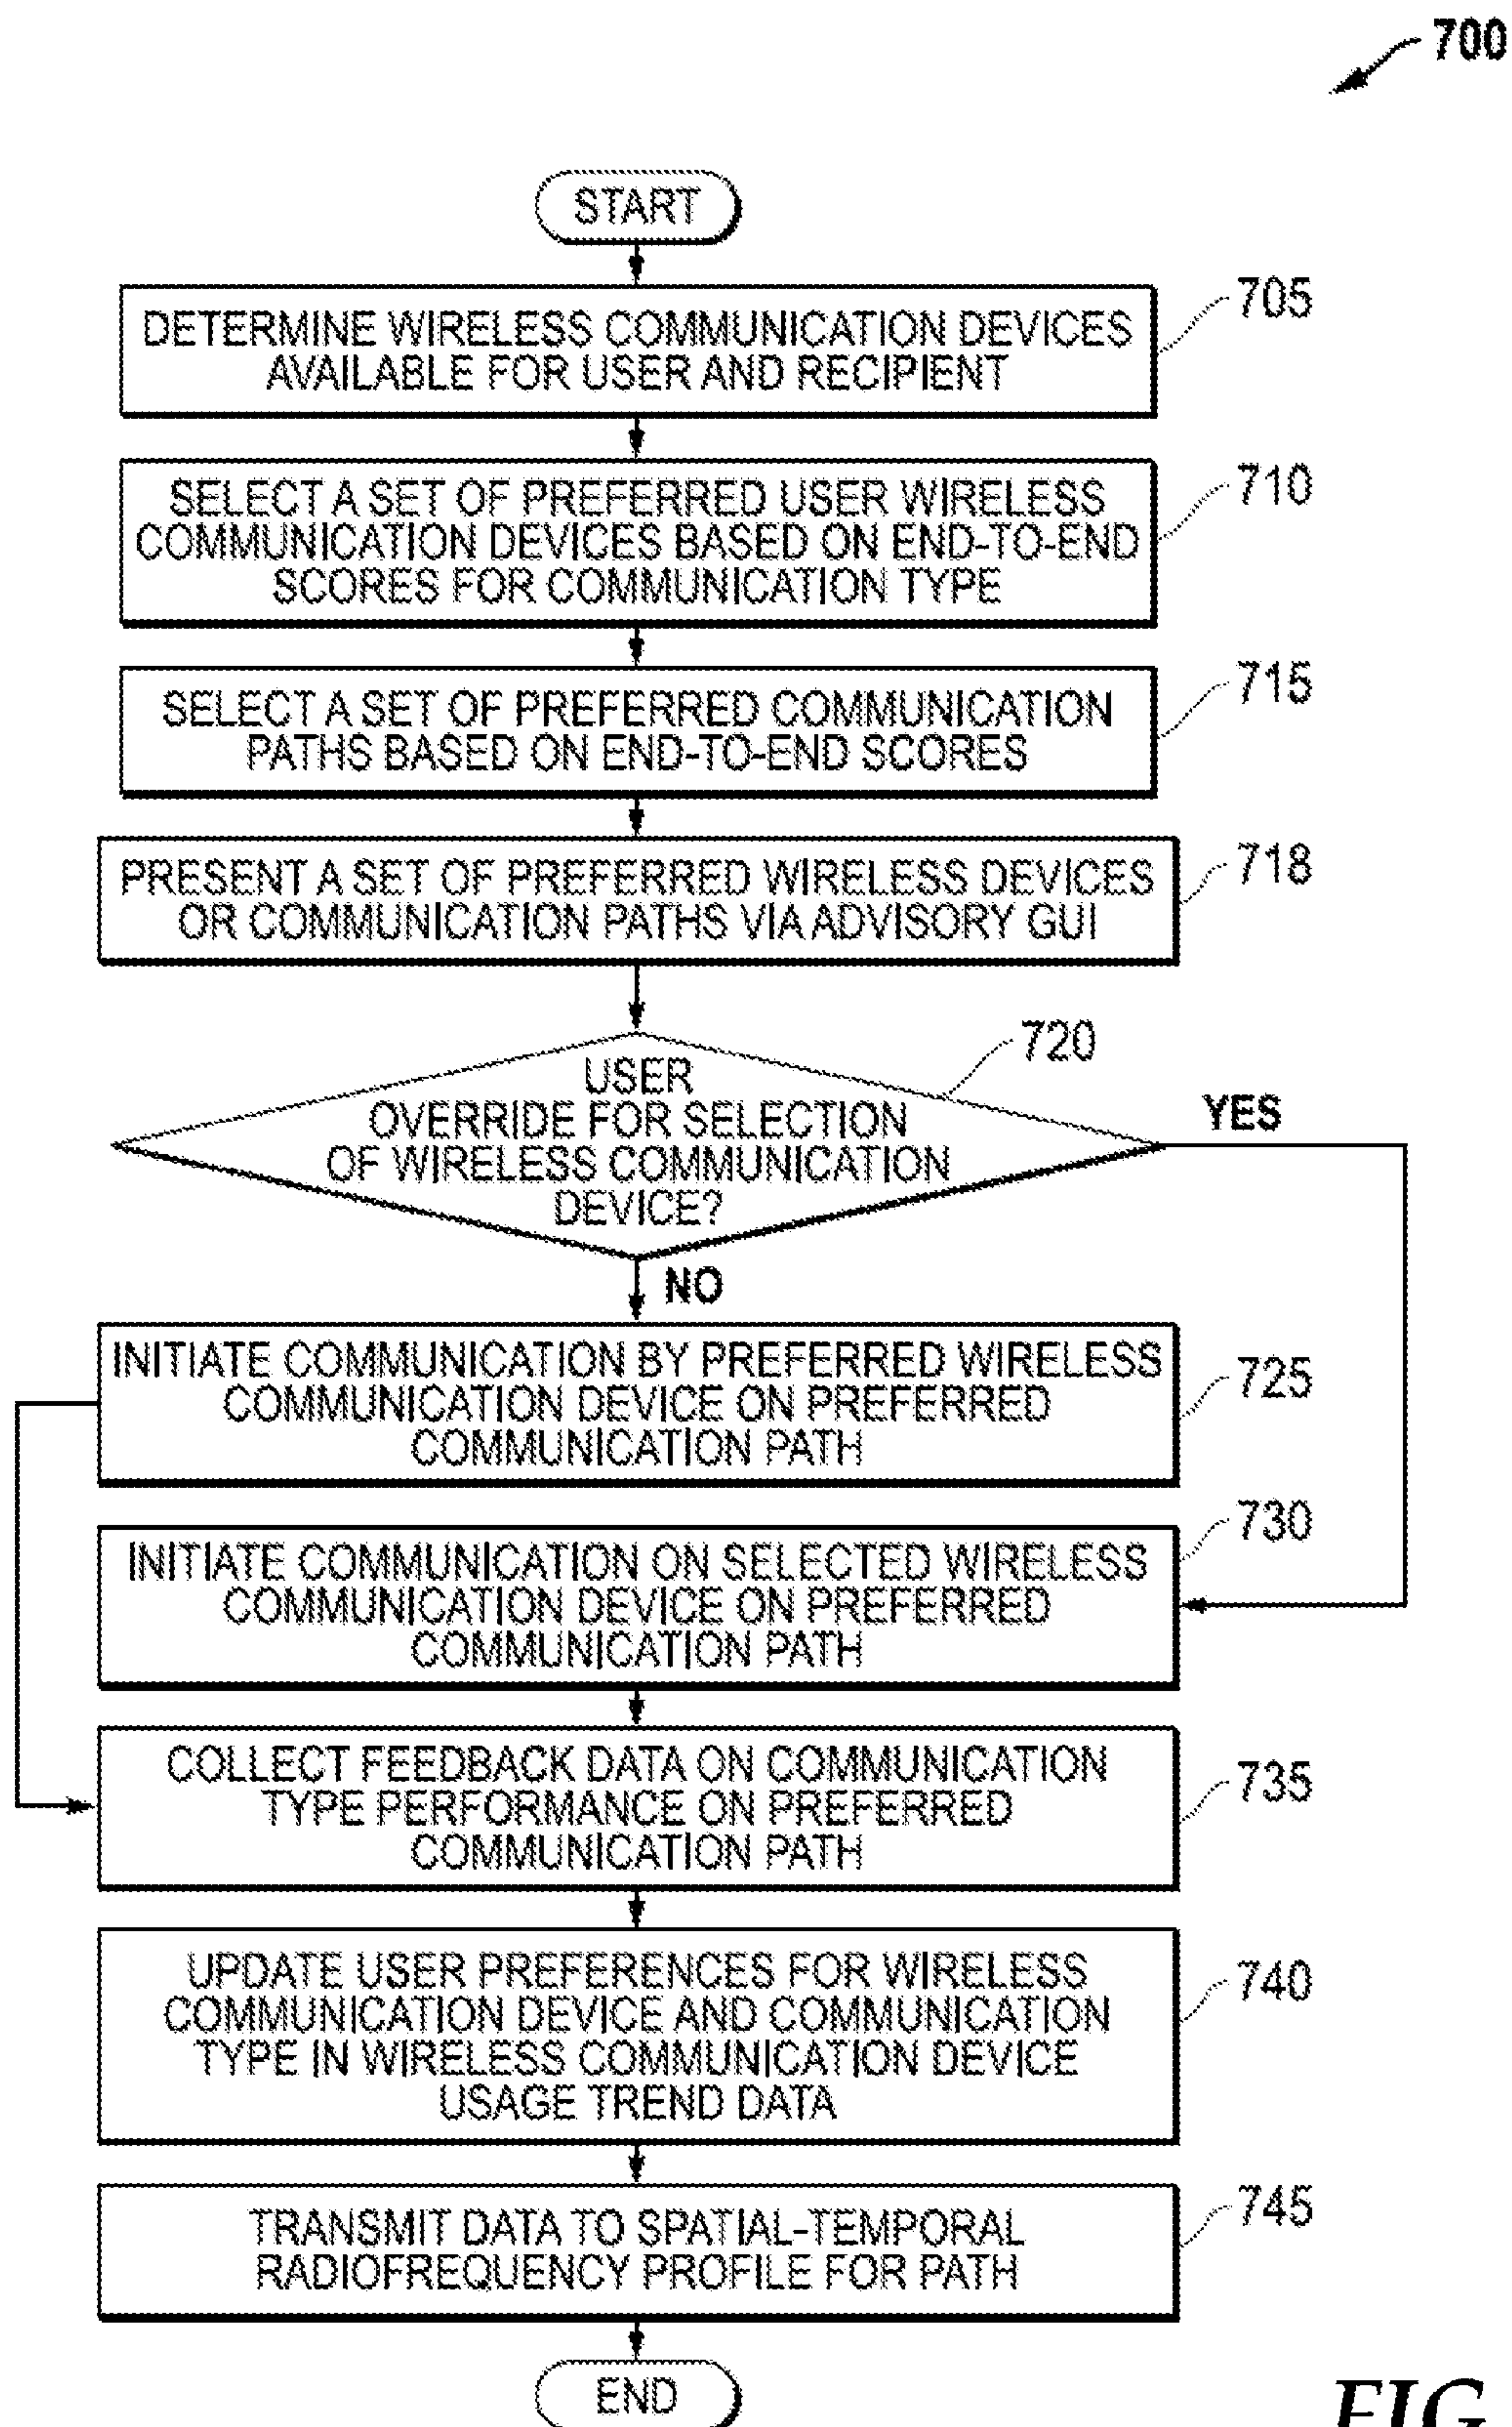 700
START
DETERMINE WIRELESS COMMUNICATION DEVICES
AVAILABLE FOR USER AND RECIPIENT
705
SELECT A SET OF PREFERRED USER WIRELESS
COMMUNICATION DEVICES BASED ON END-TO-END
SCORES FOR COMMUNICATION TYPE
710
SELECT A SET OF PREFERRED COMMUNICATION
PATHS BASED ON END-TO-END SCORES
715
PRESENT A SET OF PREFERRED WIRELESS DEVICES
OR COMMUNICATION PATHS VIA ADVISORY GUI
718
USER
OVERRIDE FOR SELECTION
OF WIRELESS COMMUNICATION
DEVICE?
720
YES
NO
INITIATE COMMUNICATION BY PREFERRED WIRELESS
COMMUNICATION DEVICE ON PREFERRED
COMMUNICATION PATH
725
INITIATE COMMUNICATION ON SELECTED WIRELESS
COMMUNICATION DEVICE ON PREFERRED
COMMUNICATION PATH
730
COLLECT FEEDBACK DATA ON COMMUNICATION
TYPE PERFORMANCE ON PREFERRED
COMMUNICATION PATH
735
UPDATE USER PREFERENCES FOR WIRELESS
COMMUNICATION DEVICE AND COMMUNICATION
TYPE IN WIRELESS COMMUNICATION DEVICE
USAGE TREND DATA
740
TRANSMIT DATA TO SPATIAL-TEMPORAL
RADIOFREQUENCY PROFILE FOR PATH
745
END
FIG